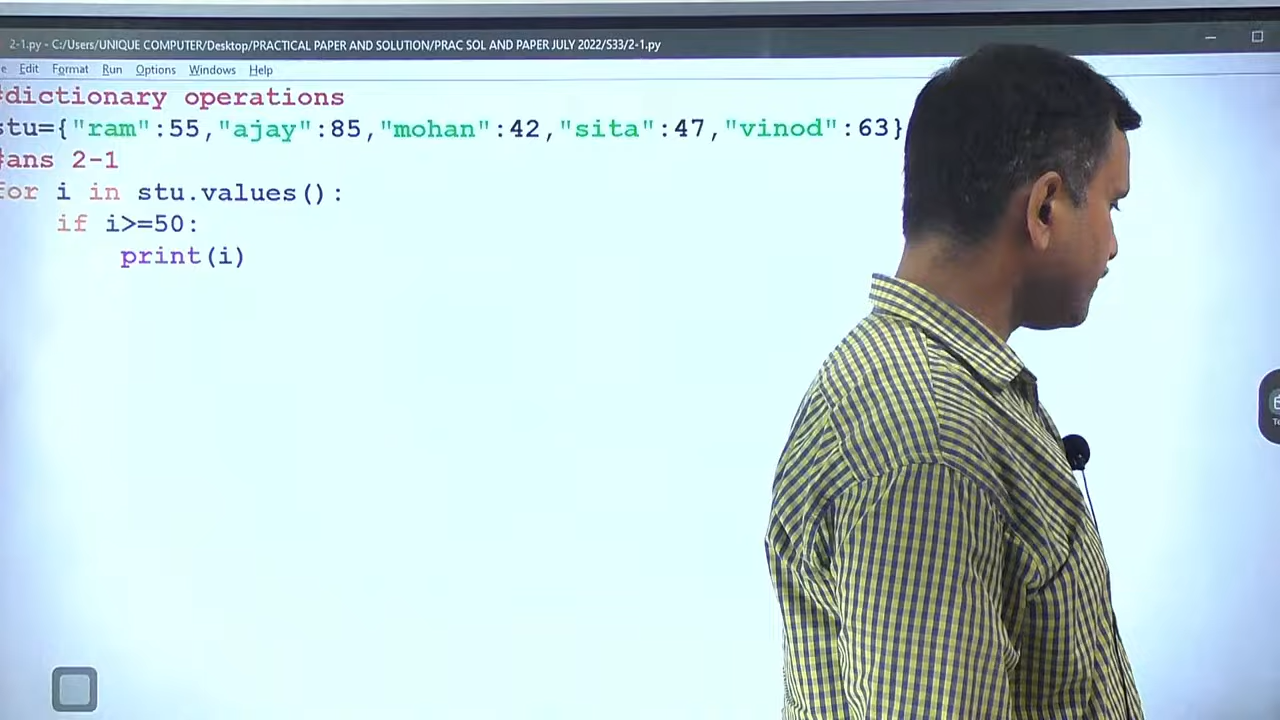 2-1.py - C:/Users/UNIQUE COMPUTER/Desktop/PRACTICAL PAPER AND SOLUTION/PRAC SOL AND PAPER JULY 2022/S33/2-1.py
e Edit Format Run Options Windows Help
#dictionary operations
stu={"ram":55,"ajay":85,"mohan":42,"sita":47,"vinod":63}
#ans 2-1
for i in stu.values():
if i>=50:
print(i)